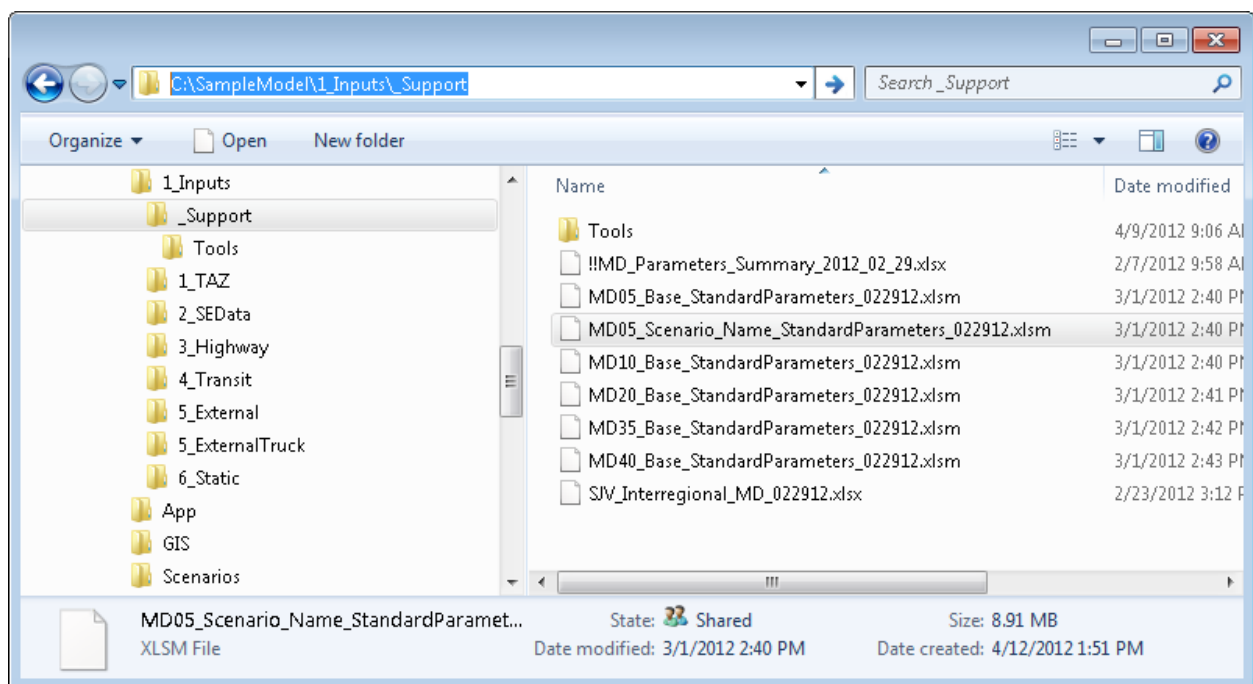 C:\SampleModel\1_Inputs\_Support
Search _Support
Organize Open New folder
1_Inputs
_Support
Tools
1_TAZ
2_SEData
3_Highway
4_Transit
5_External
5_ExternalTruck
6_Static
App
GIS
Scenarios
Name Date modified
Tools 4/9/2012 9:06 A
!!MD_Parameters_Summary_2012_02_29.xlsx 2/7/2012 9:58 A
MD05_Base_StandardParameters_022912.xlsm 3/1/2012 2:40 P
MD05_Scenario_Name_StandardParameters_022912.xlsm 3/1/2012 2:40 P
MD10_Base_StandardParameters_022912.xlsm 3/1/2012 2:40 P
MD20_Base_StandardParameters_022912.xlsm 3/1/2012 2:41 P
MD35_Base_StandardParameters_022912.xlsm 3/1/2012 2:42 P
MD40_Base_StandardParameters_022912.xlsm 3/1/2012 2:43 P
SJV_Interregional_MD_022912.xlsx 2/23/2012 3:12 P
MD05_Scenario_Name_StandardParamet... State: Shared Size: 8.91 MB
XLSM File Date modified: 3/1/2012 2:40 PM Date created: 4/12/2012 1:51 PM